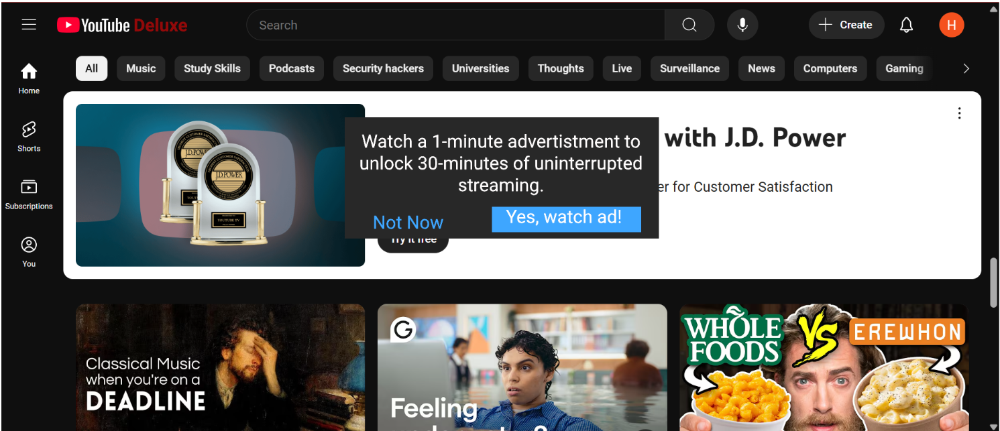 YouTube Deluxe
Search
Create
H
All
Music
Study Skills
Podcasts
Security hackers
Universities
Thoughts
Live
Surveillance
News
Computers
Gaming
Home
Shorts
Subscriptions
You
J.D. POWER
J.D. POWER
YOUTUBE TV
with J.D. Power
for Customer Satisfaction
Watch a 1-minute advertistment to
unlock 30-minutes of uninterrupted
streaming.
Not Now
Yes, watch ad!
Try it free
Classical Music
when you're on a
DEADLINE
G
Feeling
WHOLE
FOODS
VS
EREWHON